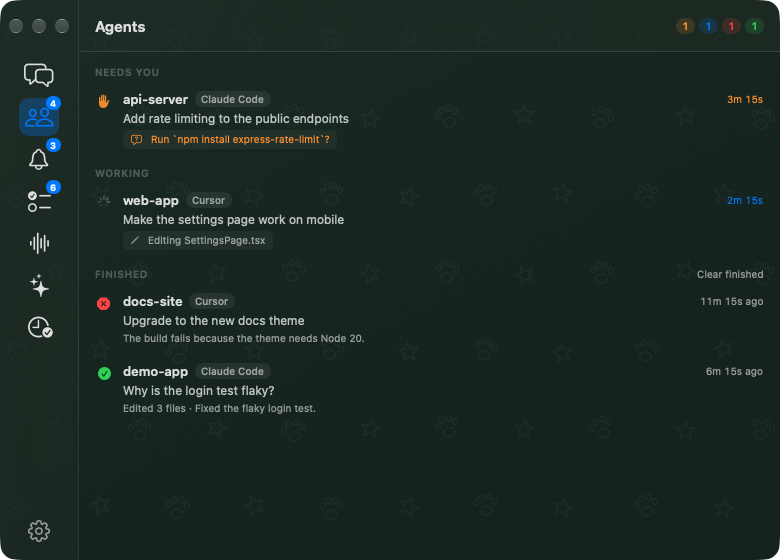 Agents
1 1 1 1
4
3
6
NEEDS YOU
api-server Claude Code 3m 15s
Add rate limiting to the public endpoints
Run `npm install express-rate-limit`?
WORKING
web-app Cursor 2m 15s
Make the settings page work on mobile
Editing SettingsPage.tsx
FINISHED Clear finished
docs-site Cursor 11m 15s ago
Upgrade to the new docs theme
The build fails because the theme needs Node 20.
demo-app Claude Code 6m 15s ago
Why is the login test flaky?
Edited 3 files · Fixed the flaky login test.